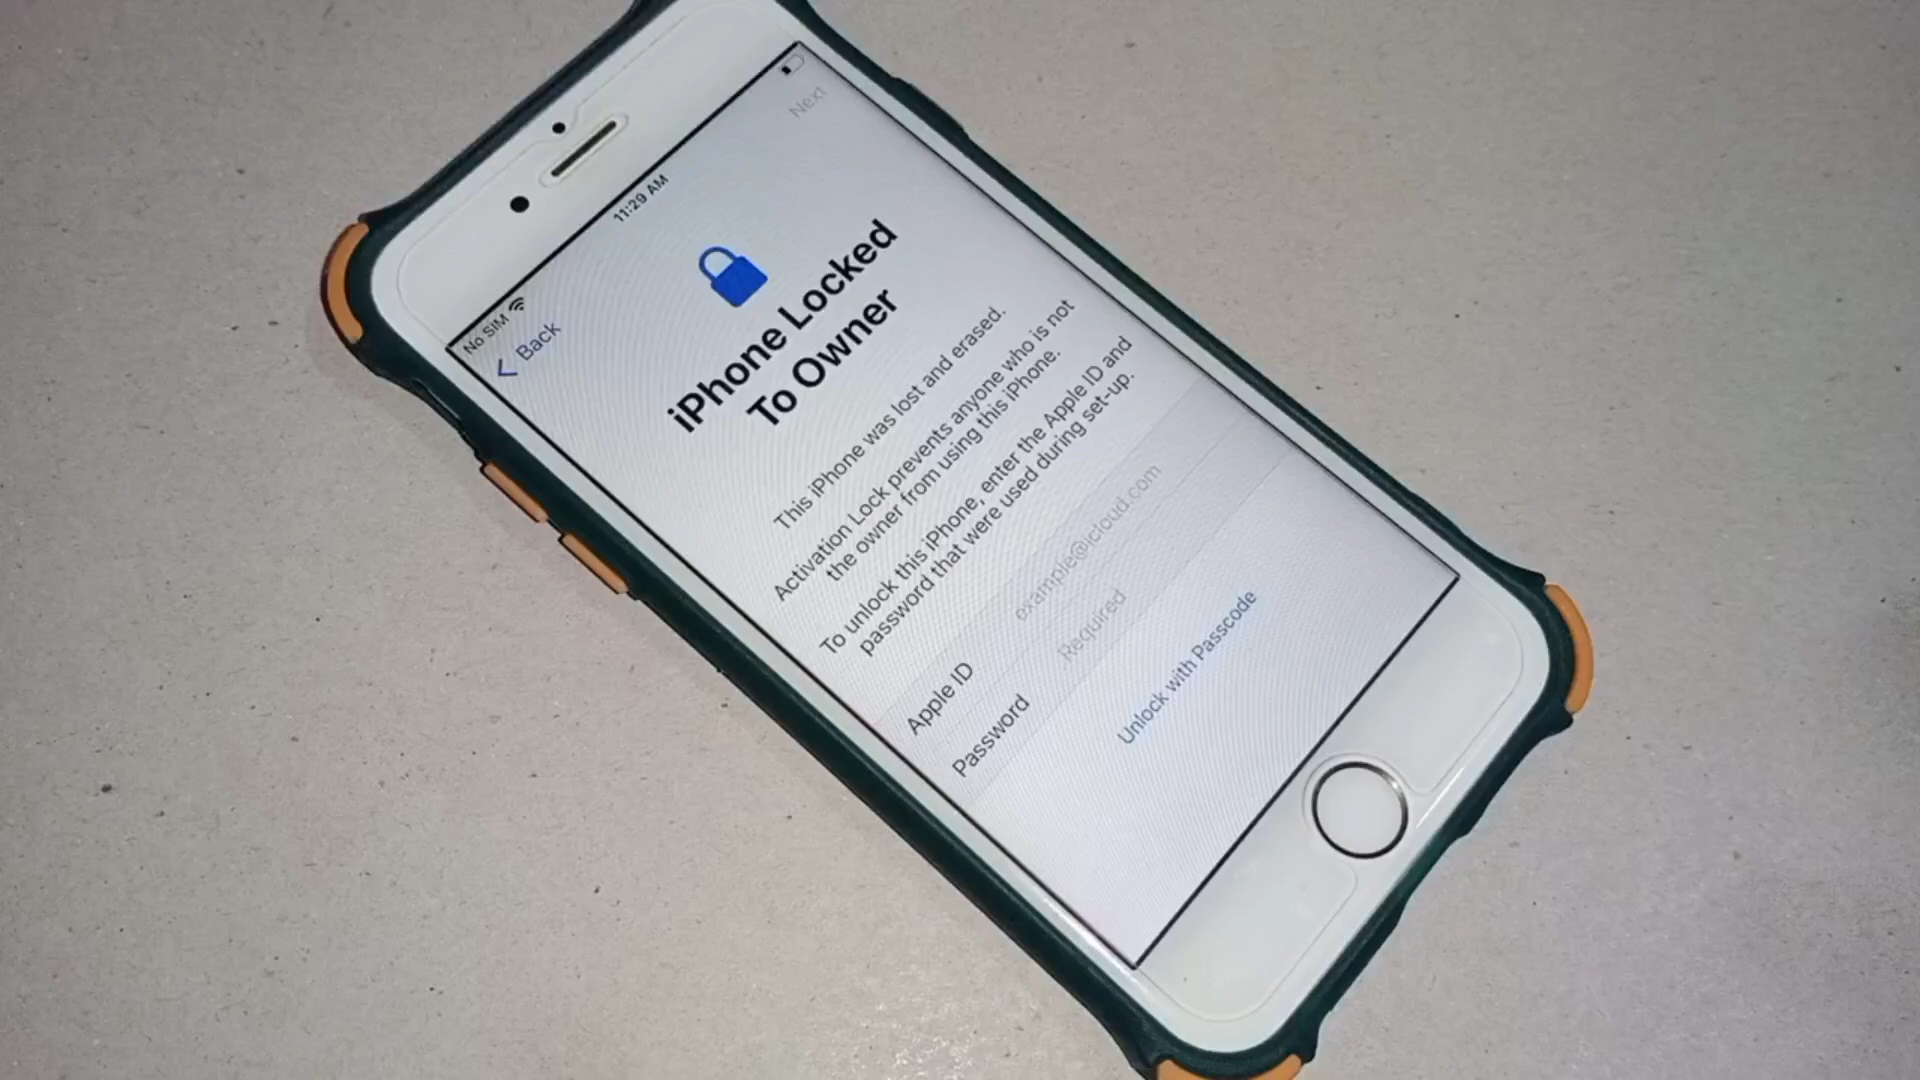 No SIM 11:29 AM
Back Next
iPhone Locked
To Owner
This iPhone was lost and erased.
Activation Lock prevents anyone who is not
the owner from using this iPhone.
To unlock this iPhone, enter the Apple ID and
password that were used during set-up.
Apple ID example@icloud.com
Password Required
Unlock with Passcode